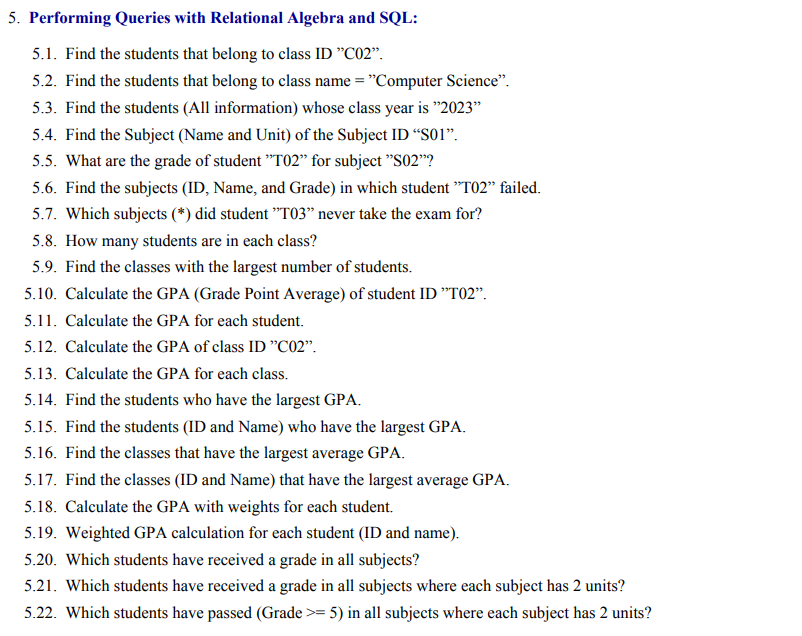 5. Performing Queries with Relational Algebra and SQL:
5.1. Find the students that belong to class ID ”C02”.
5.2. Find the students that belong to class name = ”Computer Science”.
5.3. Find the students (All information) whose class year is ”2023”
5.4. Find the Subject (Name and Unit) of the Subject ID “S01”.
5.5. What are the grade of student ”T02” for subject ”S02”?
5.6. Find the subjects (ID, Name, and Grade) in which student ”T02” failed.
5.7. Which subjects (*) did student ”T03” never take the exam for?
5.8. How many students are in each class?
5.9. Find the classes with the largest number of students.
5.10. Calculate the GPA (Grade Point Average) of student ID ”T02”.
5.11. Calculate the GPA for each student.
5.12. Calculate the GPA of class ID ”C02”.
5.13. Calculate the GPA for each class.
5.14. Find the students who have the largest GPA.
5.15. Find the students (ID and Name) who have the largest GPA.
5.16. Find the classes that have the largest average GPA.
5.17. Find the classes (ID and Name) that have the largest average GPA.
5.18. Calculate the GPA with weights for each student.
5.19. Weighted GPA calculation for each student (ID and name).
5.20. Which students have received a grade in all subjects?
5.21. Which students have received a grade in all subjects where each subject has 2 units?
5.22. Which students have passed (Grade >= 5) in all subjects where each subject has 2 units?